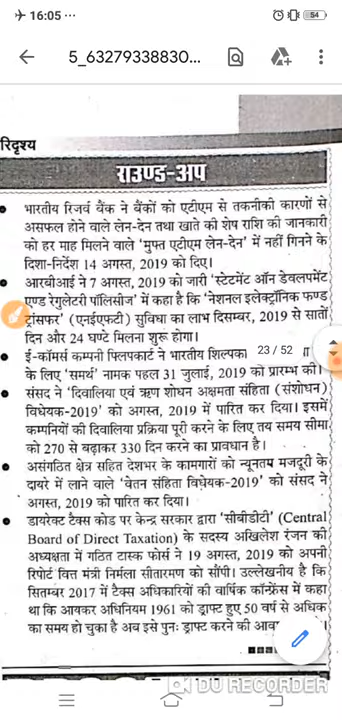 16:05 ...
54
5_63279338830...
रिदृश्य
राउण्ड-अप
भारतीय रिजर्व बैंक ने बैंकों को एटीएम से तकनीकी कारणों से
असफल होने वाले लेन-देन तथा खाते की शेष राशि की जानकारी
को हर माह मिलने वाले 'मुफ्त एटीएम लेन-देन' में नहीं गिनने के
दिशा-निर्देश 14 अगस्त, 2019 को दिए।
आरबीआई ने 7 अगस्त, 2019 को जारी 'स्टेटमेंट ऑन डेवलपमेंट
एण्ड रेगुलेटरी पॉलिसीज' में कहा है कि 'नेशनल इलेक्ट्रॉनिक फण्ड
ट्रांसफर' (एनईएफटी) सुविधा का लाभ दिसम्बर, 2019 से सातों
दिन और 24 घण्टे मिलना शुरू होगा।
ई-कॉमर्स कम्पनी फ्लिपकार्ट ने भारतीय शिल्पका 23 / 52
के लिए 'समर्थ' नामक पहल 31 जुलाई, 2019 को प्रारम्भ की।
संसद ने 'दिवालिया एवं ऋण शोधन अक्षमता संहिता (संशोधन)
विधेयक-2019' को अगस्त, 2019 में पारित कर दिया। इसमें
कम्पनियों की दिवालिया प्रक्रिया पूरी करने के लिए तय समय सीमा
को 270 से बढ़ाकर 330 दिन करने का प्रावधान है।
असंगठित क्षेत्र सहित देशभर के कामगारों को न्यूनतम मजदूरी के
दायरे में लाने वाले 'वेतन संहिता विधेयक-2019' को संसद ने
अगस्त, 2019 को पारित कर दिया।
डायरेक्ट टैक्स कोड पर केन्द्र सरकार द्वारा 'सीबीडीटी' (Central
Board of Direct Taxation) के सदस्य अखिलेश रंजन की
अध्यक्षता में गठित टास्क फोर्स ने 19 अगस्त, 2019 को अपनी
रिपोर्ट वित्त मंत्री निर्मला सीतारमण को सौंपी। उल्लेखनीय है कि
सितम्बर 2017 में टैक्स अधिकारियों की वार्षिक कॉन्फ्रेंस में कहा
था कि आयकर अधिनियम 1961 को ड्राफ्ट हुए 50 वर्ष से अधिक
का समय हो चुका है अब इसे पुनः ड्राफ्ट करने की
DU RECORDER